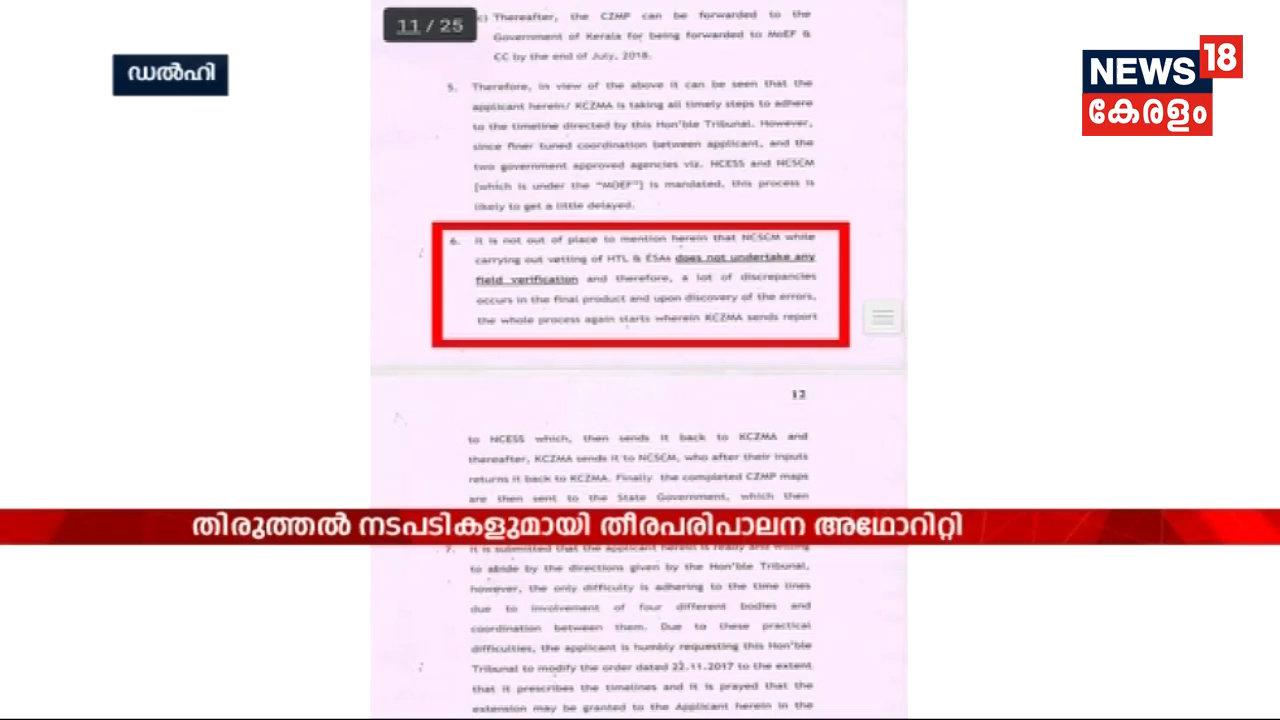 11 / 25
ഡൽഹി
NEWS 18
കേരളം
c) Thereafter, the CZMP can be forwarded to the
Government of Kerala for being forwarded to MoEF &
CC by the end of July, 2018.
5. Therefore, in view of the above it can be seen that the
applicant herein/ KCZMA is taking all timely steps to adhere
to the timeline directed by this Hon'ble Tribunal. However,
since finer tuned coordination between applicant, and the
two government approved agencies viz. NCESS and NCSCM
[which is under the "MOEF"] is mandated, this process is
likely to get a little delayed.
6. It is not out of place to mention herein that NCSCM while
carrying out vetting of HTL & ESAs does not undertake any
field verification and therefore, a lot of discrepancies
occurs in the final product and upon discovery of the errors,
the whole process again starts wherein KCZMA sends report
12
to NCESS which, then sends it back to KCZMA and
thereafter, KCZMA sends it to NCSCM, who after their inputs
returns it back to KCZMA. Finally the completed CZMP maps
are then sent to the State Government, which then
തിരുത്തൽ നടപടികളുമായി തീരപരിപാലന അഥോറിറ്റി
7. It is submitted that the applicant herein is ready and willing
to abide by the directions given by the Hon'ble Tribunal,
however, the only difficulty is adhering to the time lines
due to involvement of four different bodies and
coordination between them. Due to these practical
difficulties, the applicant is humbly requesting this Hon'ble
Tribunal to modify the order dated 22.11.2017 to the extent
that it prescribes the timelines and it is prayed that the
extension may be granted to the Applicant herein in the